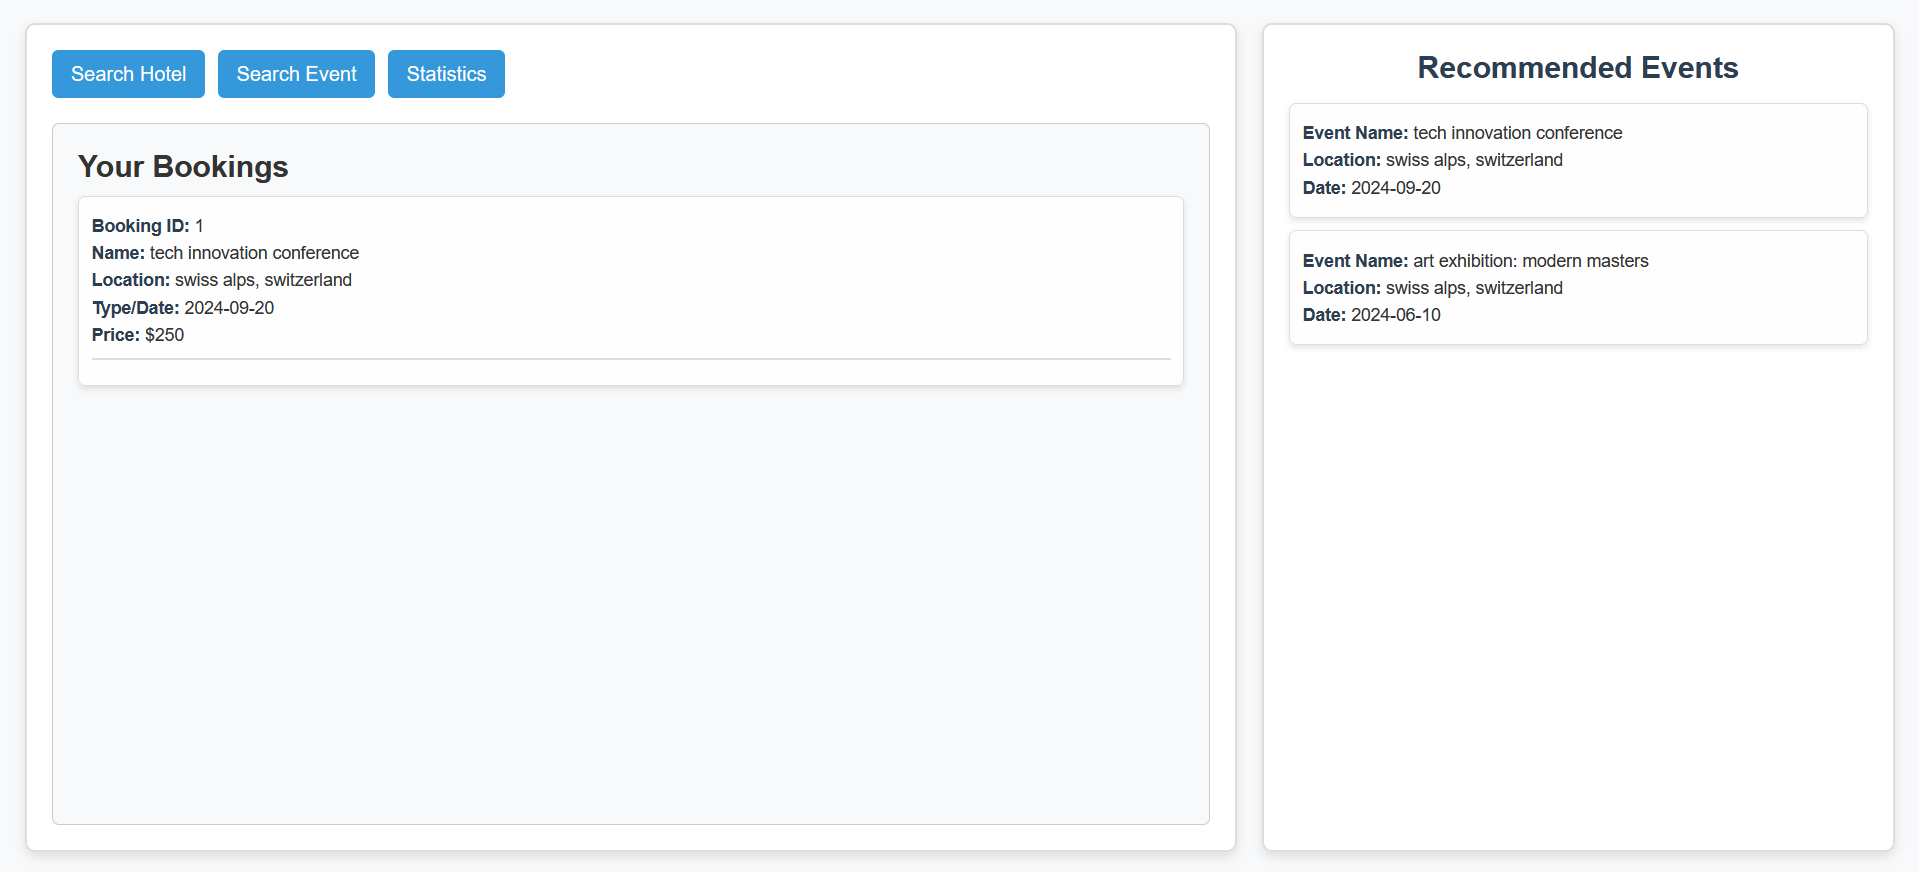 Search Hotel
Search Event
Statistics
Your Bookings
Booking ID: 1
Name: tech innovation conference
Location: swiss alps, switzerland
Type/Date: 2024-09-20
Price: $250
Recommended Events
Event Name: tech innovation conference
Location: swiss alps, switzerland
Date: 2024-09-20
Event Name: art exhibition: modern masters
Location: swiss alps, switzerland
Date: 2024-06-10